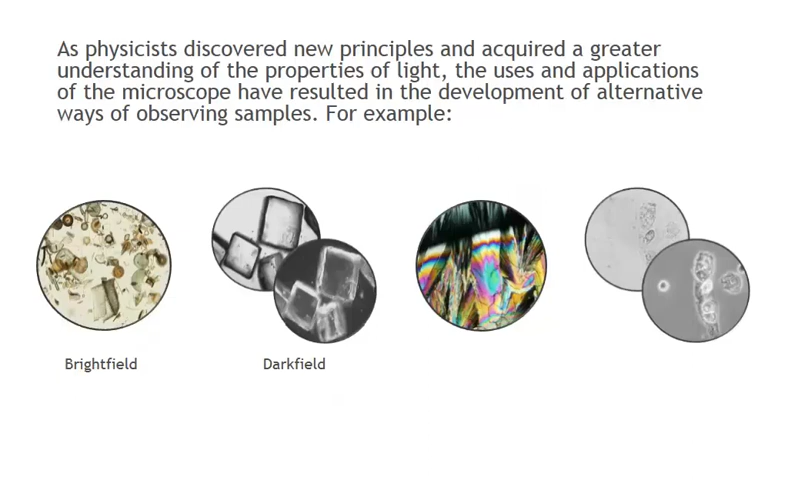 As physicists discovered new principles and acquired a greater
understanding of the properties of light, the uses and applications
of the microscope have resulted in the development of alternative
ways of observing samples. For example:
Brightfield
Darkfield